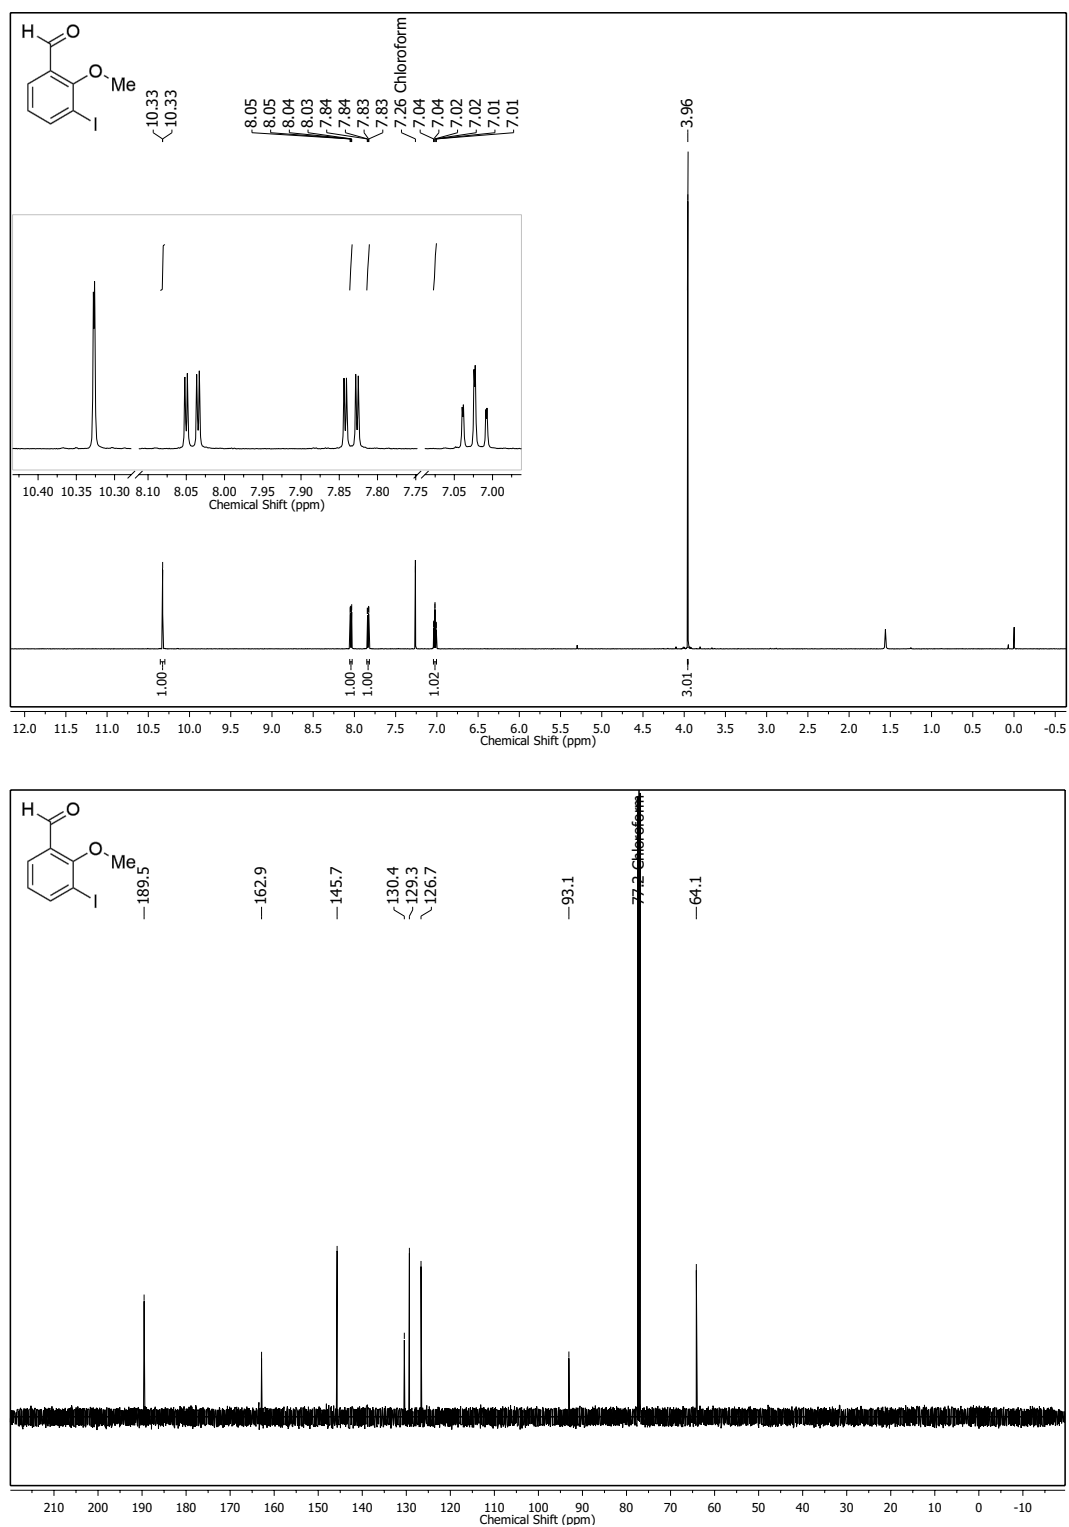 H
O
O
Me
I
10.33
10.33
8.05
8.05
8.04
8.03
7.84
7.84
7.83
7.83
7.26 Chloroform
7.04
7.04
7.02
7.02
7.01
7.01
3.96
10.40 10.35 10.30 8.10 8.05 8.00 7.95 7.90 7.85 7.80 7.75 7.05 7.00
Chemical Shift (ppm)
1.00
1.00
1.00
1.02
3.01
12.0 11.5 11.0 10.5 10.0 9.5 9.0 8.5 8.0 7.5 7.0 6.5 6.0 5.5 5.0 4.5 4.0 3.5 3.0 2.5 2.0 1.5 1.0 0.5 0.0 -0.5
Chemical Shift (ppm)
H
O
O
Me
I
189.5
162.9
145.7
130.4
129.3
126.7
93.1
77.2 Chloroform
64.1
210 200 190 180 170 160 150 140 130 120 110 100 90 80 70 60 50 40 30 20 10 0 -10
Chemical Shift (ppm)